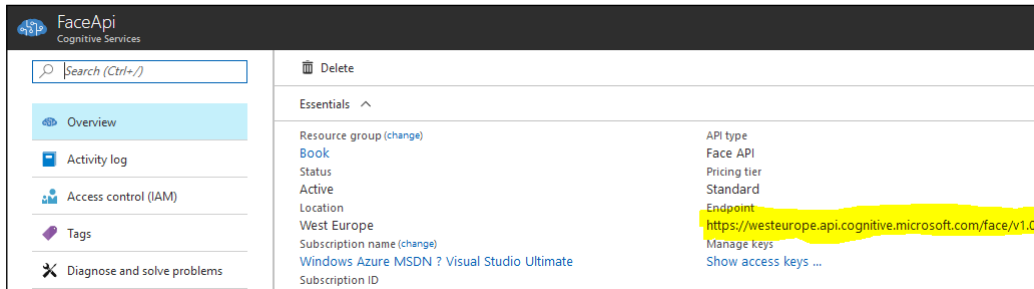 FaceApi
Cognitive Services
Search (Ctrl+/)
Overview
Activity log
Access control (IAM)
Tags
Diagnose and solve problems
Delete
Essentials
Resource group (change)
Book
Status
Active
Location
West Europe
Subscription name (change)
Windows Azure MSDN ? Visual Studio Ultimate
Subscription ID
API type
Face API
Pricing tier
Standard
Endpoint
https://westeurope.api.cognitive.microsoft.com/face/v1.0
Manage keys
Show access keys ...